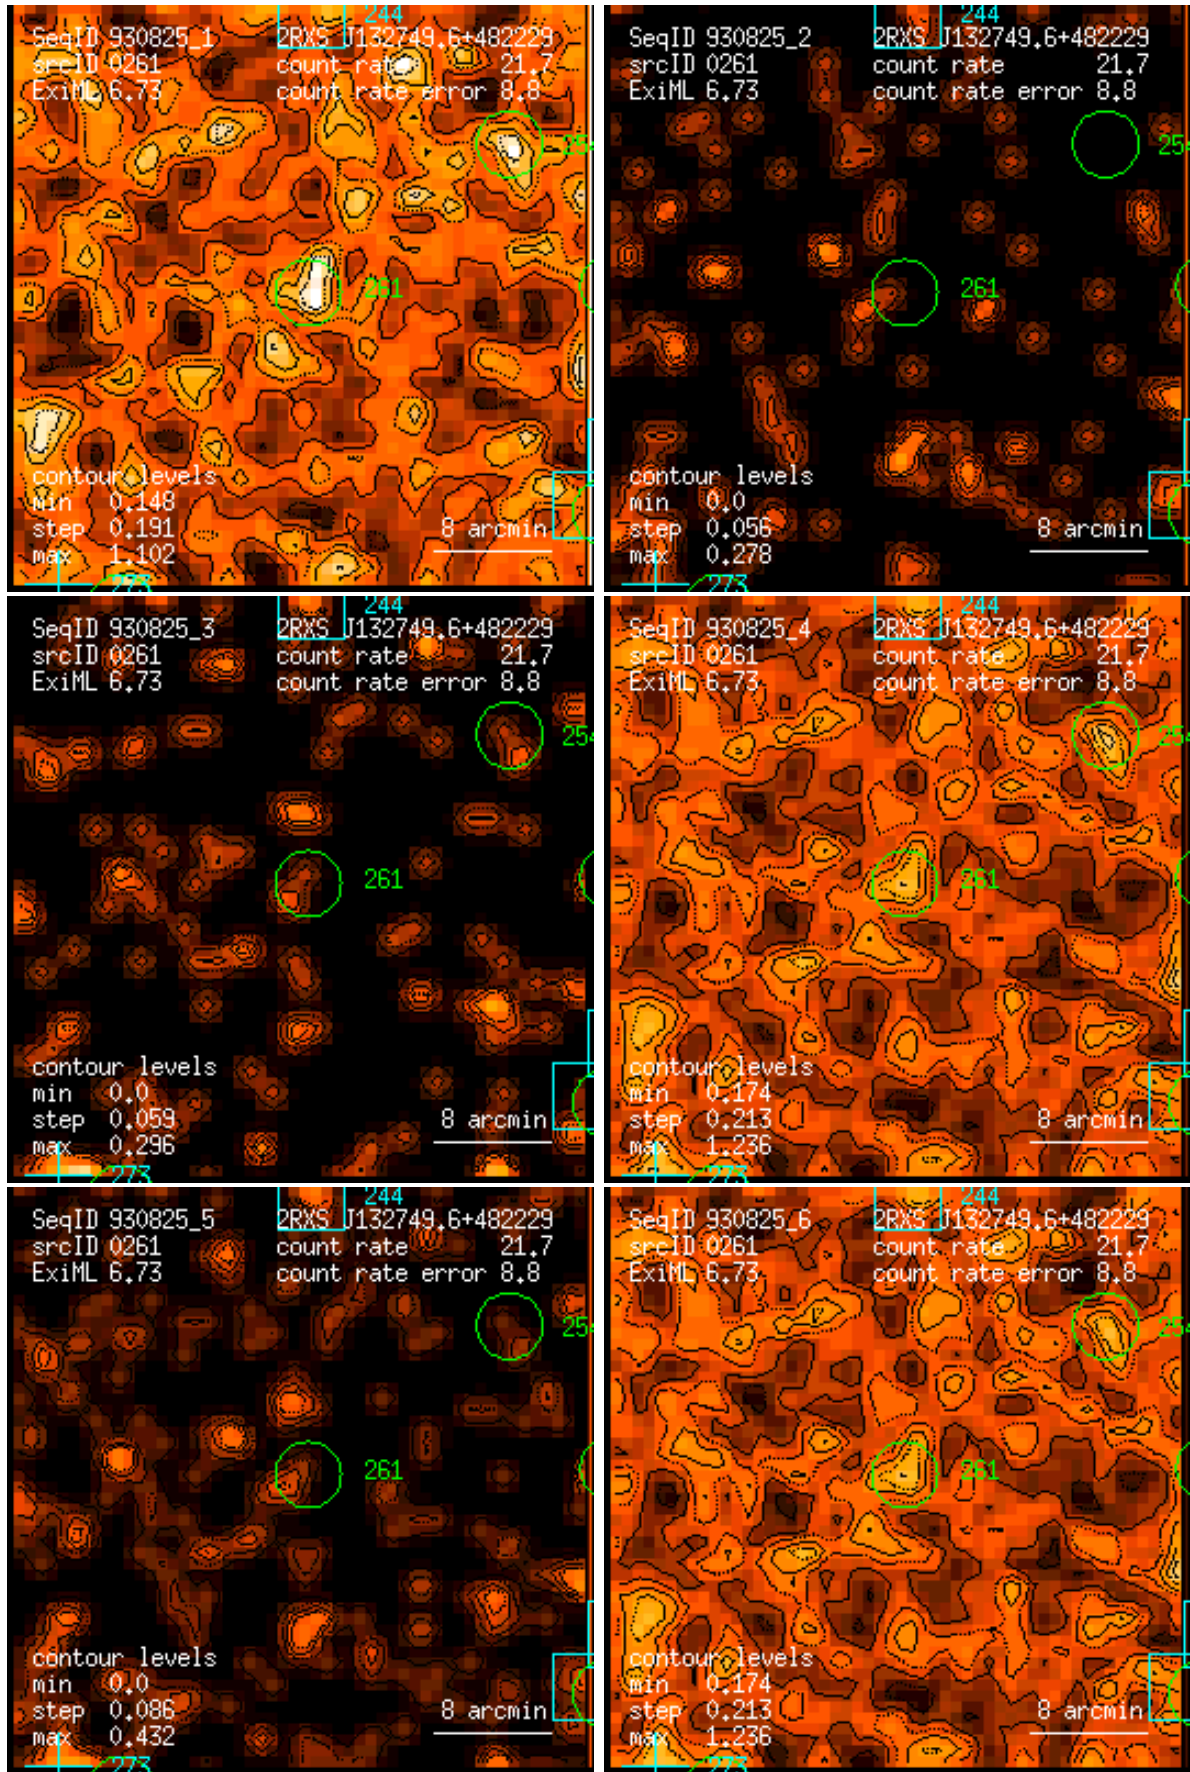 244
SeqID 930825_1 2RXS J132749.6+482229
srcID 0261 count rate 21.7
ExiML 6.73 count rate error 8.8
254
261
contour levels
min 0.148
step 0.191
max 1.102
8 arcmin
273
244
SeqID 930825_2 2RXS J132749.6+482229
srcID 0261 count rate 21.7
ExiML 6.73 count rate error 8.8
254
261
contour levels
min 0.0
step 0.056
max 0.278
8 arcmin
273
244
SeqID 930825_3 2RXS J132749.6+482229
srcID 0261 count rate 21.7
ExiML 6.73 count rate error 8.8
254
261
contour levels
min 0.0
step 0.059
max 0.296
8 arcmin
273
244
SeqID 930825_4 2RXS J132749.6+482229
srcID 0261 count rate 21.7
ExiML 6.73 count rate error 8.8
254
261
contour levels
min 0.174
step 0.213
max 1.236
8 arcmin
273
244
SeqID 930825_5 2RXS J132749.6+482229
srcID 0261 count rate 21.7
ExiML 6.73 count rate error 8.8
254
261
contour levels
min 0.0
step 0.086
max 0.432
8 arcmin
273
244
SeqID 930825_6 2RXS J132749.6+482229
srcID 0261 count rate 21.7
ExiML 6.73 count rate error 8.8
254
261
contour levels
min 0.174
step 0.213
max 1.236
8 arcmin
273